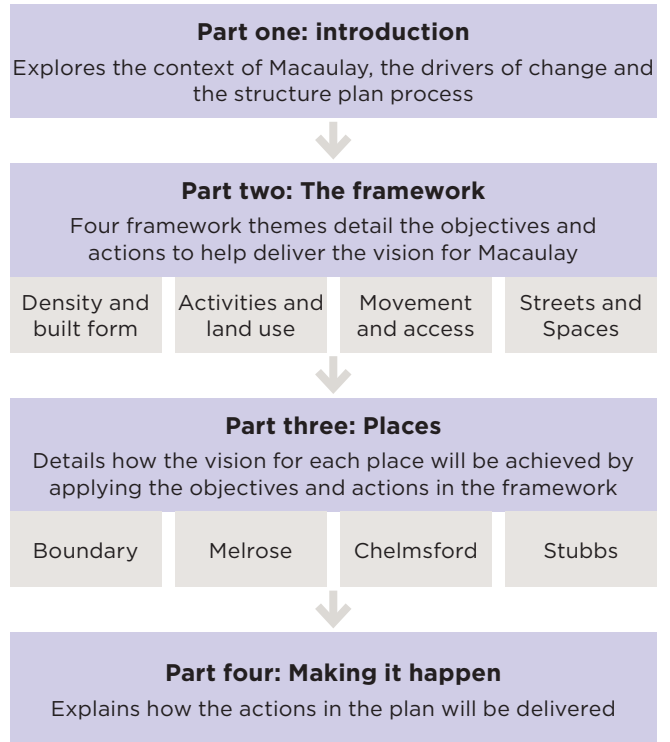 Part one: introduction
Explores the context of Macaulay, the drivers of change and
the structure plan process
Part two: The framework
Four framework themes detail the objectives and
actions to help deliver the vision for Macaulay
Density and
built form
Activities and
land use
Movement
and access
Streets and
Spaces
Part three: Places
Details how the vision for each place will be achieved by
applying the objectives and actions in the framework
Boundary
Melrose
Chelmsford
Stubbs
Part four: Making it happen
Explains how the actions in the plan will be delivered